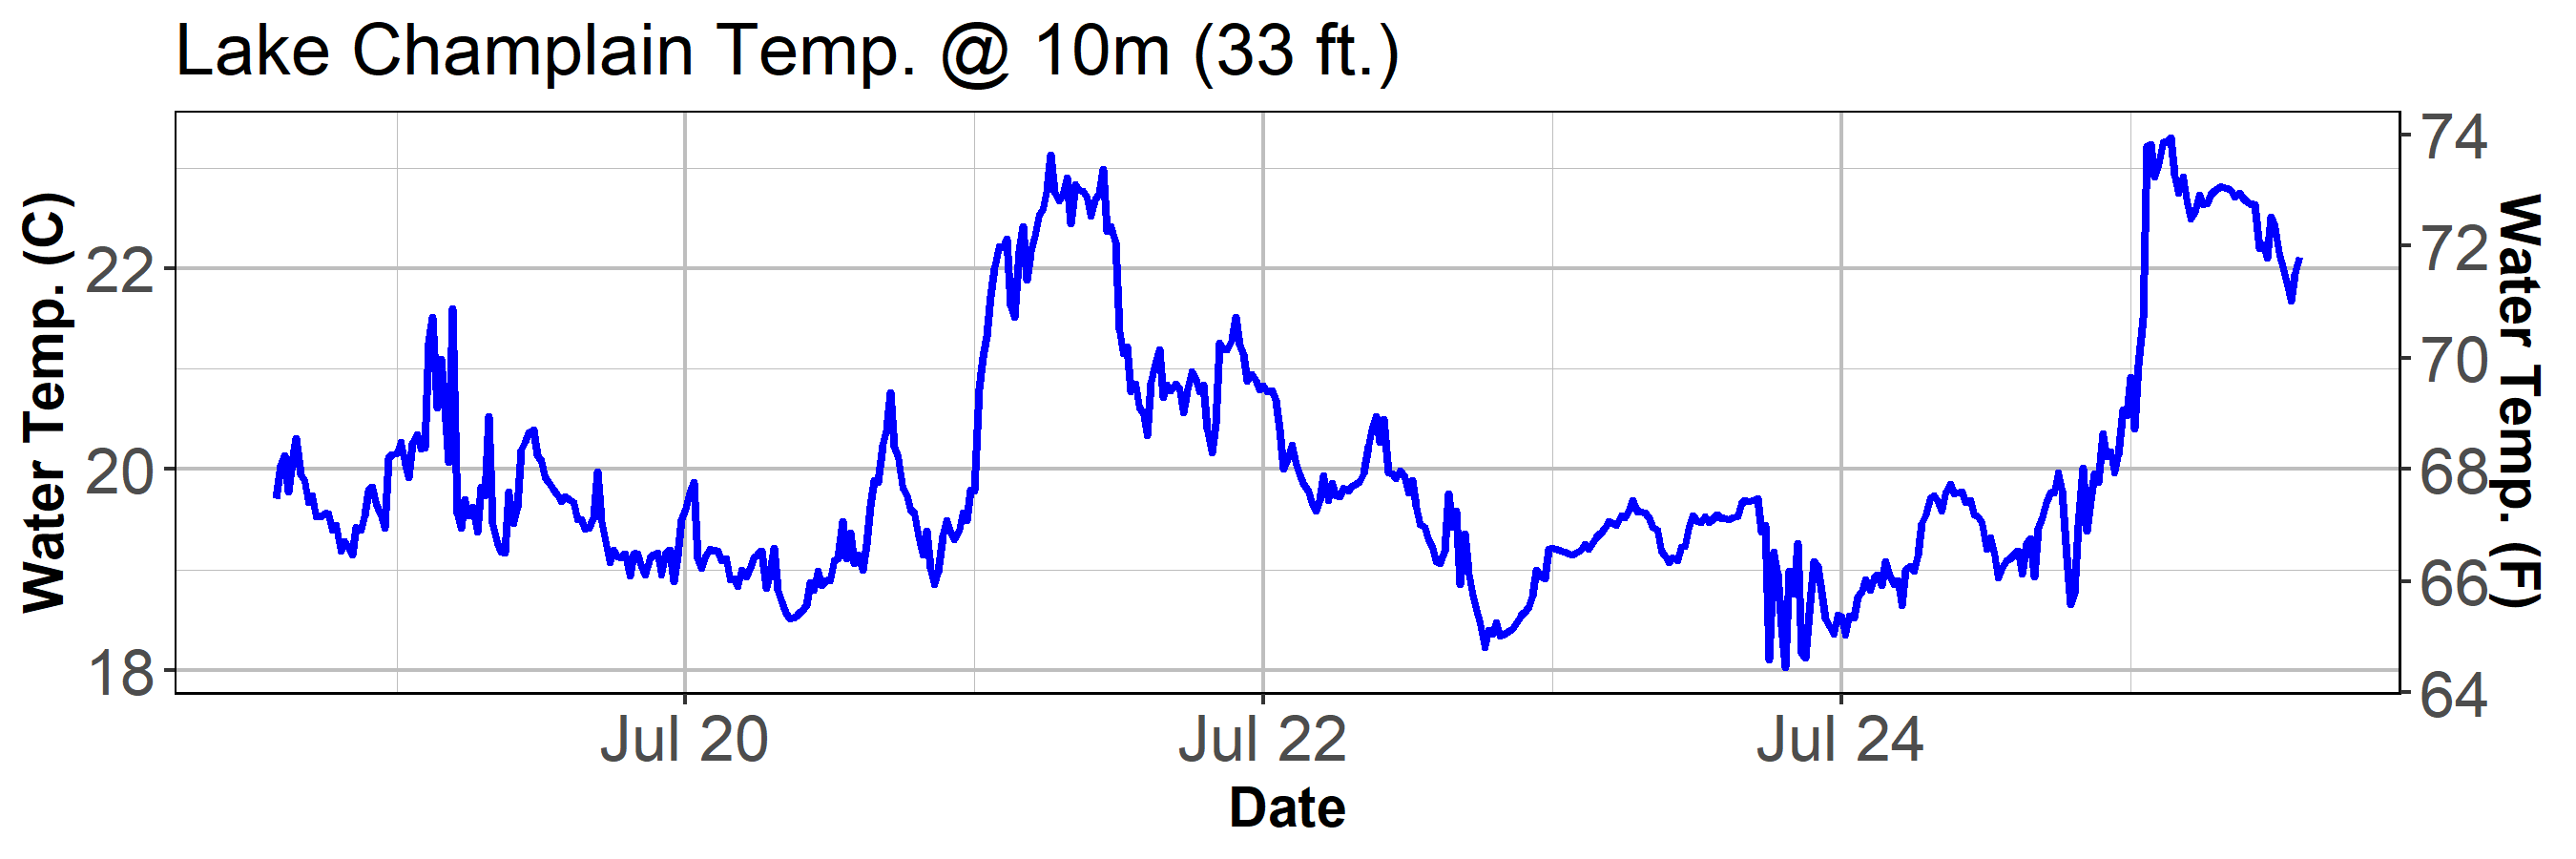 Lake Champlain Temp. @ 10m (33 ft.)
Water Temp. (C)
22
20
18
74
72
70
68
66
64
Water Temp. (F)
Jul 20
Jul 22
Jul 24
Date